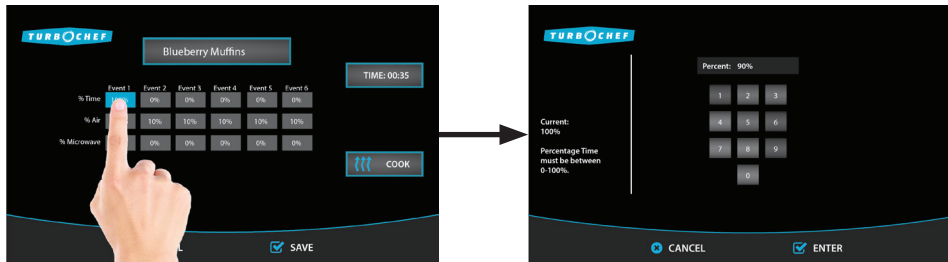 TURBOCHEF
Blueberry Muffins
TIME: 00:35
Event 1 Event 2 Event 3 Event 4 Event 5 Event 6
% Time 0% 0% 0% 0% 0%
% Air 10% 10% 10% 10% 10%
% Microwave 0% 0% 0% 0% 0%
COOK
SAVE
TURBOCHEF
Percent: 90%
1 2 3
4 5 6
7 8 9
0
Current:
100%
Percentage Time
must be between
0-100%.
CANCEL ENTER